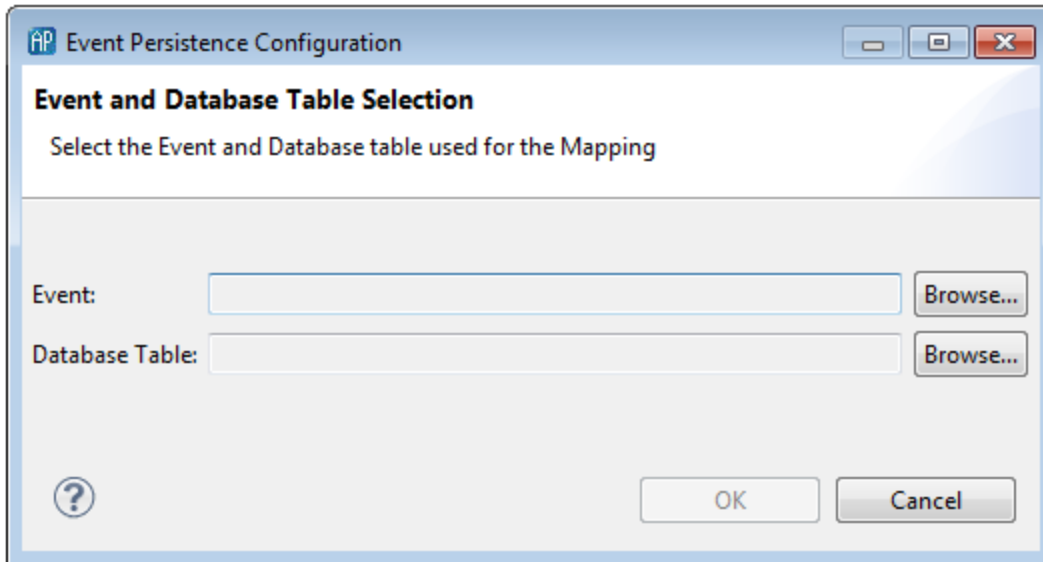 AP Event Persistence Configuration
Event and Database Table Selection
Select the Event and Database table used for the Mapping
Event: Browse...
Database Table: Browse...
? OK Cancel